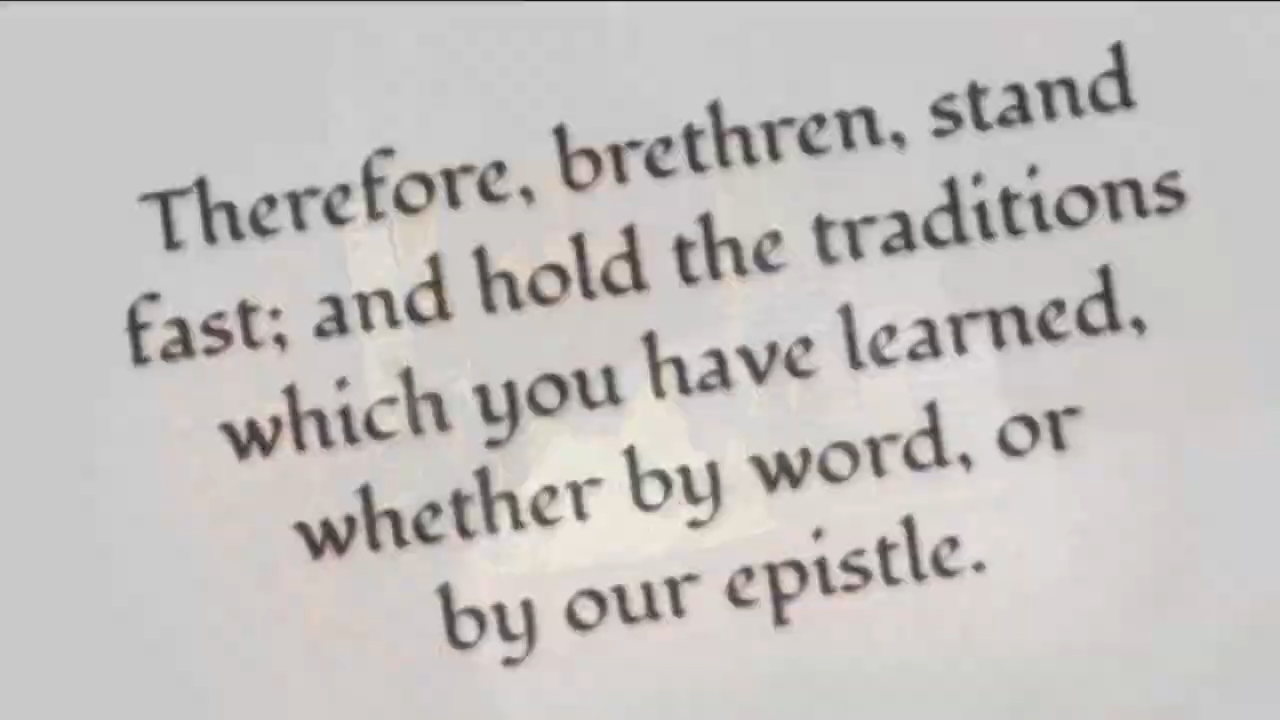 Therefore, brethren, stand
fast; and hold the traditions
which you have learned,
whether by word, or
by our epistle.